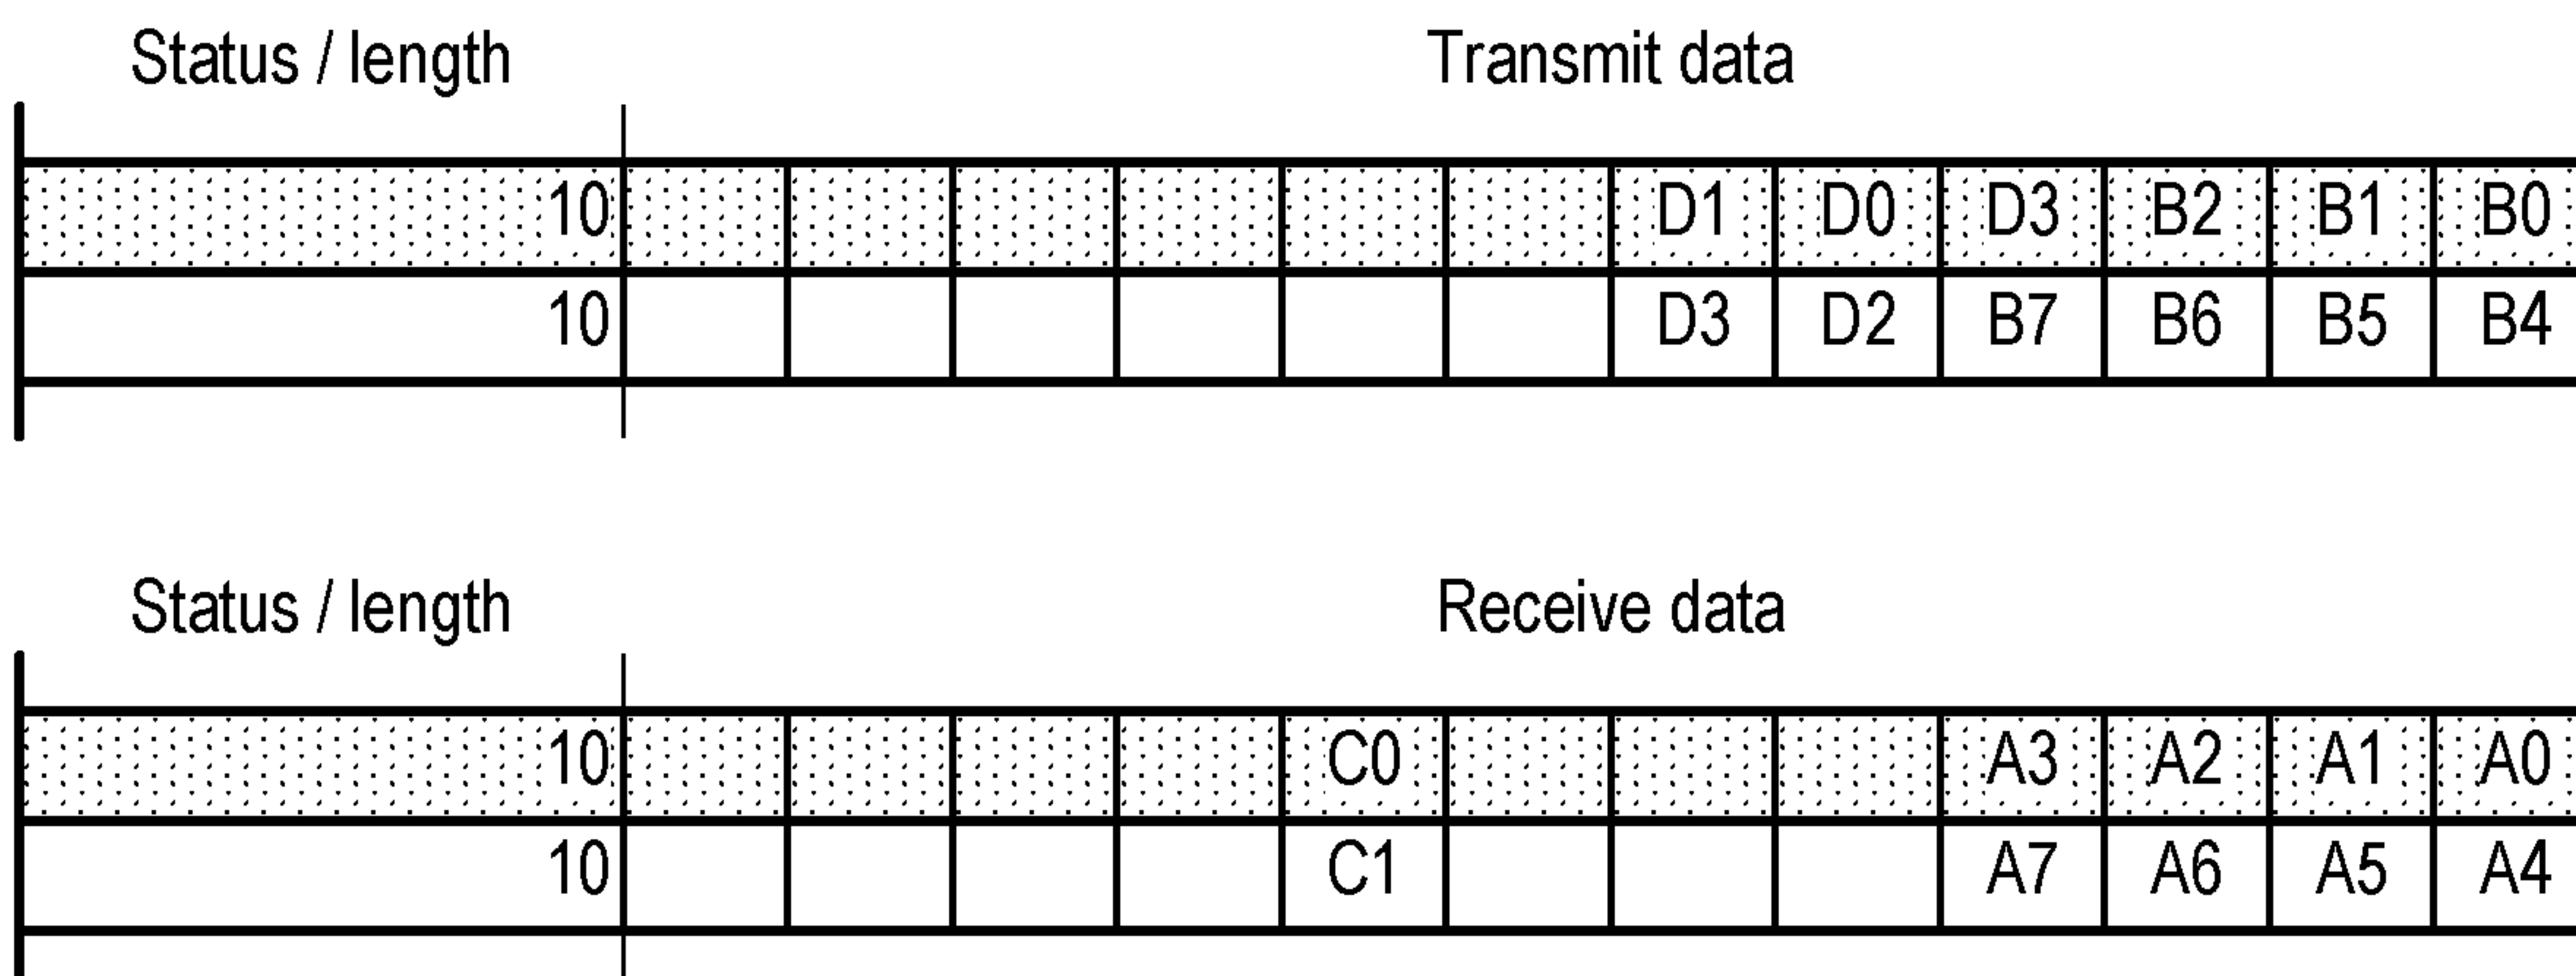 Status / length Transmit data
10 D1 D0 D3 B2 B1 B0
10 D3 D2 B7 B6 B5 B4
Status / length Receive data
10 C0 A3 A2 A1 A0
10 C1 A7 A6 A5 A4